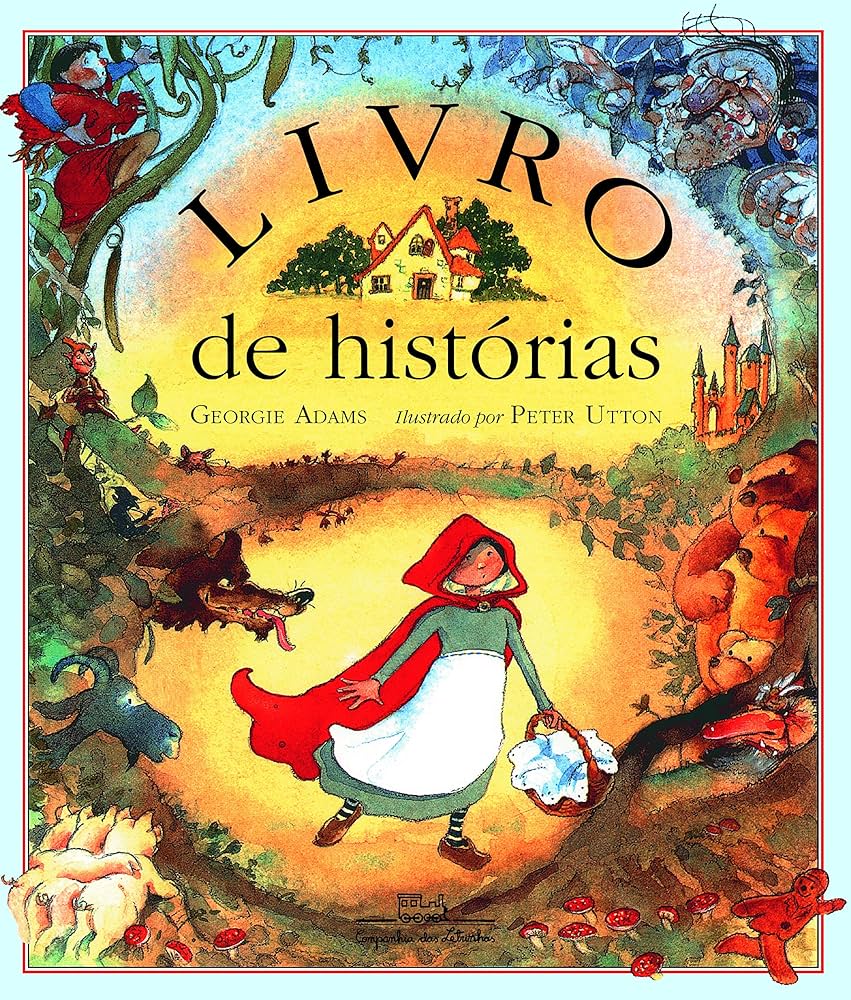 LIVRO
de histórias
GEORGIE ADAMS Ilustrado por PETER UTTON
Companhia das Letrinhas